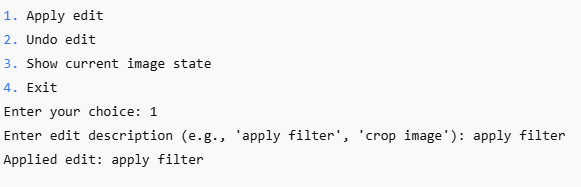 1. Apply edit
2. Undo edit
3. Show current image state
4. Exit
Enter your choice: 1
Enter edit description (e.g., 'apply filter', 'crop image'): apply filter
Applied edit: apply filter